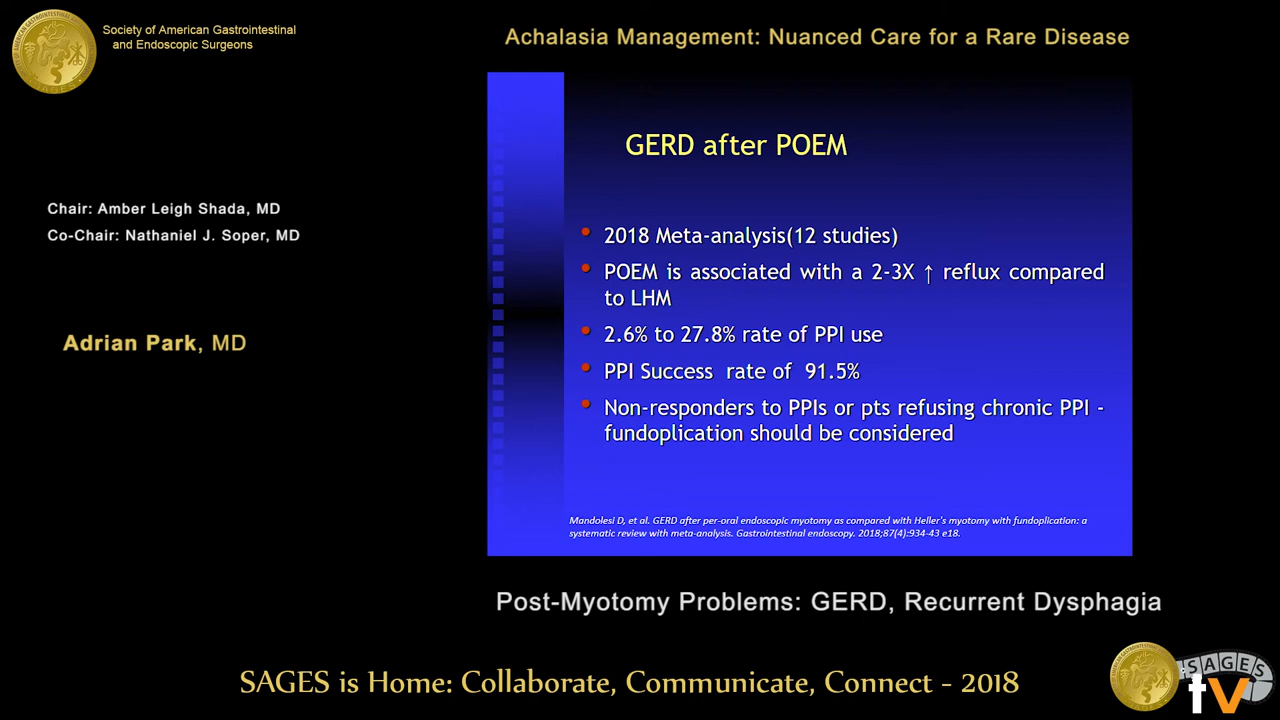 Society of American Gastrointestinal
and Endoscopic Surgeons
Achalasia Management: Nuanced Care for a Rare Disease
Chair: Amber Leigh Shada, MD
Co-Chair: Nathaniel J. Soper, MD
Adrian Park, MD
GERD after POEM
• 2018 Meta-analysis(12 studies)
• POEM is associated with a 2-3X ↑ reflux compared
to LHM
• 2.6% to 27.8% rate of PPI use
• PPI Success rate of 91.5%
• Non-responders to PPIs or pts refusing chronic PPI -
fundoplication should be considered
Mandolesi D, et al. GERD after per-oral endoscopic myotomy as compared with Heller's myotomy with fundoplication: a
systematic review with meta-analysis. Gastrointestinal endoscopy. 2018;87(4):934-43 e18.
Post-Myotomy Problems: GERD, Recurrent Dysphagia
SAGES is Home: Collaborate, Communicate, Connect - 2018
SAGES
tv